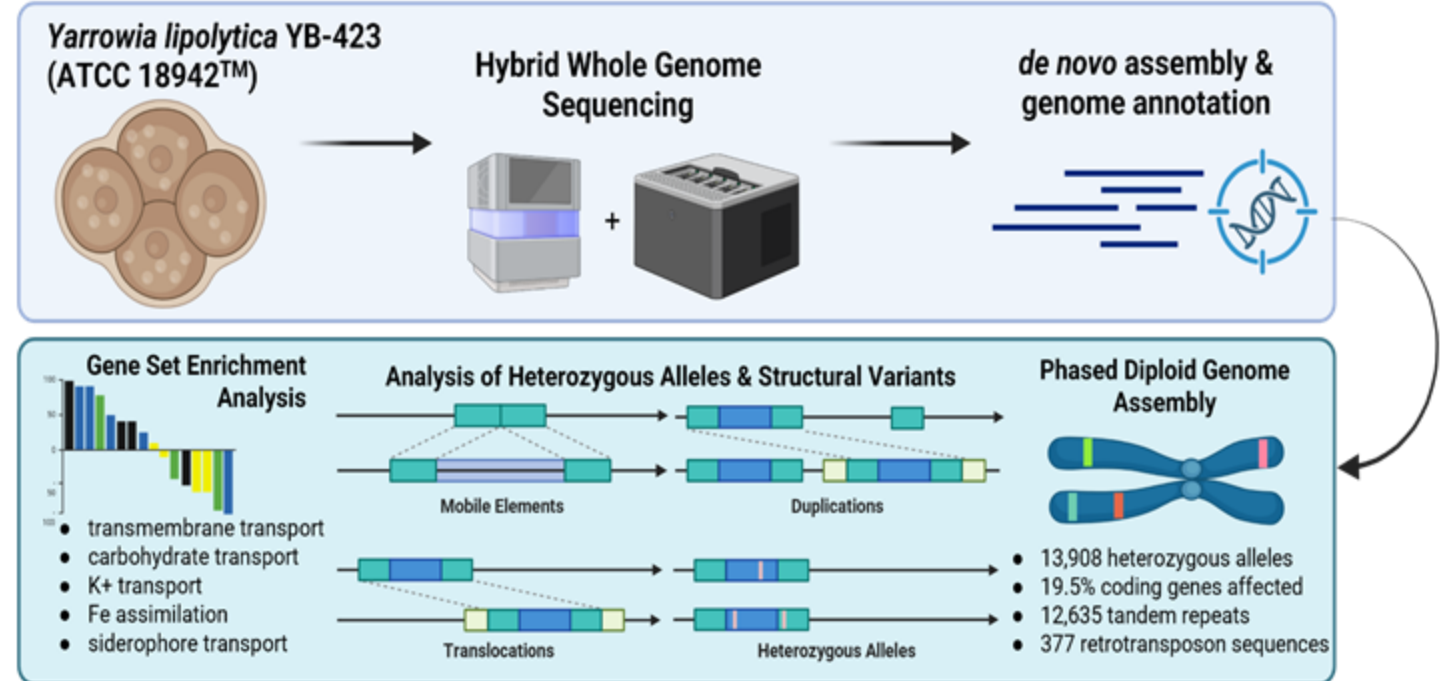 Yarrowia lipolytica YB-423
(ATCC 18942™)
Hybrid Whole Genome
Sequencing
+
de novo assembly &
genome annotation
Gene Set Enrichment
Analysis
100
50
0
50
100
• transmembrane transport
• carbohydrate transport
• K+ transport
• Fe assimilation
• siderophore transport
Analysis of Heterozygous Alleles & Structural Variants
Mobile Elements
Duplications
Translocations
Heterozygous Alleles
Phased Diploid Genome
Assembly
• 13,908 heterozygous alleles
• 19.5% coding genes affected
• 12,635 tandem repeats
• 377 retrotransposon sequences